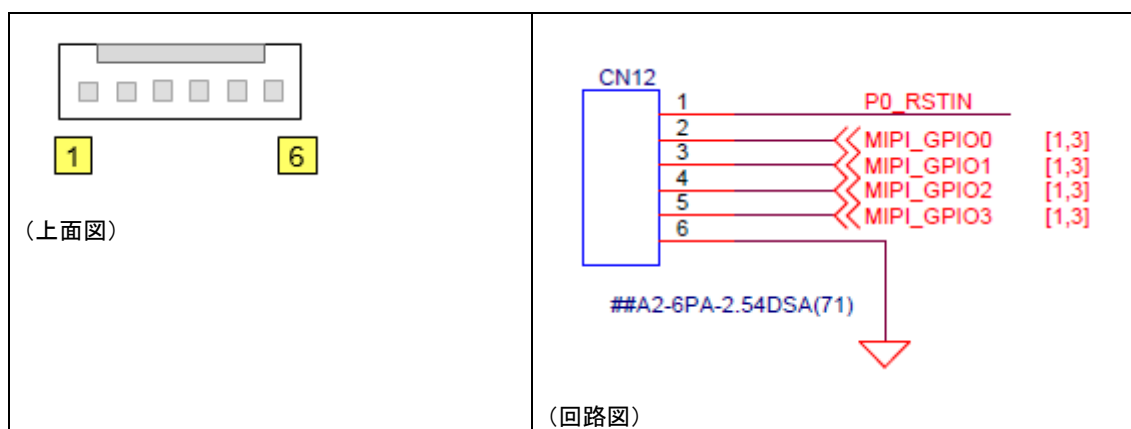 1
6
(上面図)
CN12
1 P0_RSTIN
2 MIPI_GPIO0 [1,3]
3 MIPI_GPIO1 [1,3]
4 MIPI_GPIO2 [1,3]
5 MIPI_GPIO3 [1,3]
6
##A2-6PA-2.54DSA(71)
(回路図)